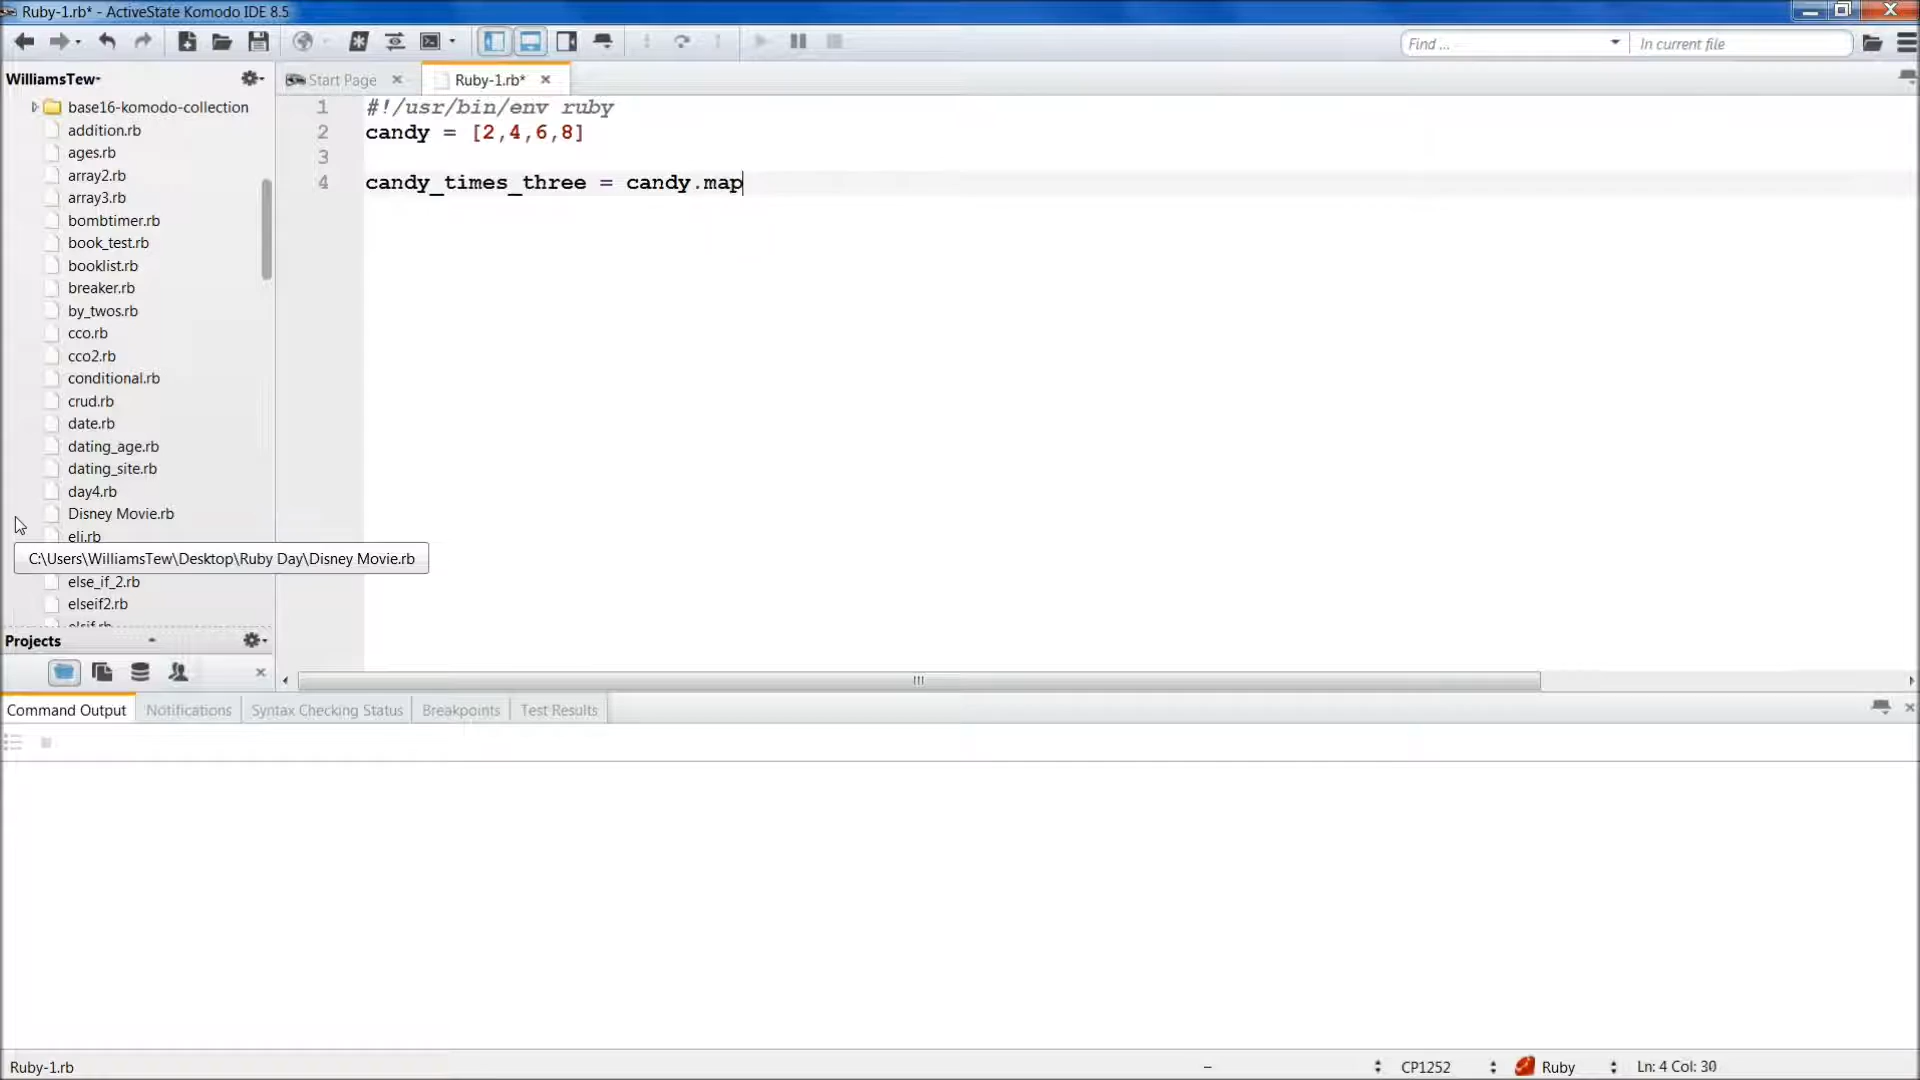 Ruby-1.rb* - ActiveState Komodo IDE 8.5
Find ...
In current file
WilliamsTew
Start Page
Ruby-1.rb*
base16-komodo-collection
addition.rb
ages.rb
array2.rb
array3.rb
bombtimer.rb
book_test.rb
booklist.rb
breaker.rb
by_twos.rb
cco.rb
cco2.rb
conditional.rb
crud.rb
date.rb
dating_age.rb
dating_site.rb
day4.rb
Disney Movie.rb
eli.rb
C:\Users\WilliamsTew\Desktop\Ruby Day\Disney Movie.rb
else_if_2.rb
elseif2.rb
elsif.rb
Projects
1 #!/usr/bin/env ruby
2 candy = [2,4,6,8]
3
4 candy_times_three = candy.map
Command Output
Notifications
Syntax Checking Status
Breakpoints
Test Results
Ruby-1.rb
–
CP1252
Ruby
Ln: 4 Col: 30